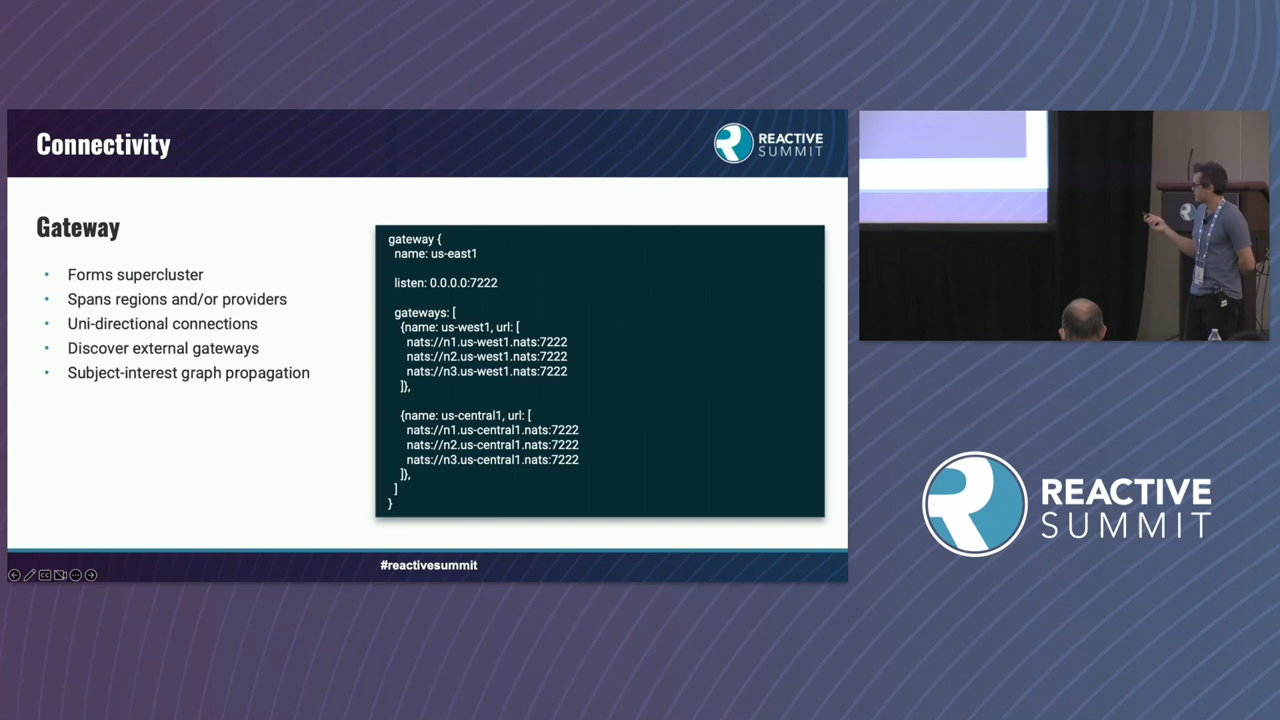 Connectivity
REACTIVE
SUMMIT
Gateway
• Forms supercluster
• Spans regions and/or providers
• Uni-directional connections
• Discover external gateways
• Subject-interest graph propagation
gateway {
name: us-east1
listen: 0.0.0.0:7222
gateways: [
{name: us-west1, url: [
nats://n1.us-west1.nats:7222
nats://n2.us-west1.nats:7222
nats://n3.us-west1.nats:7222
]},
{name: us-central1, url: [
nats://n1.us-central1.nats:7222
nats://n2.us-central1.nats:7222
nats://n3.us-central1.nats:7222
]},
]
}
#reactivesummit
REACTIVE
SUMMIT